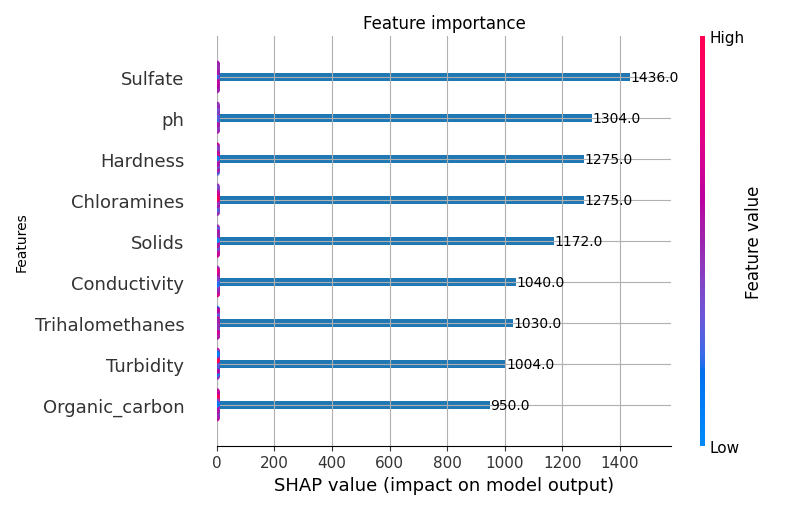 Feature importance
High
Sulfate
1436.0
ph
1304.0
Hardness
1275.0
Chloramines
1275.0
Features
Solids
1172.0
Feature value
Conductivity
1040.0
Trihalomethanes
1030.0
Turbidity
1004.0
Organic_carbon
950.0
Low
0 200 400 600 800 1000 1200 1400
SHAP value (impact on model output)